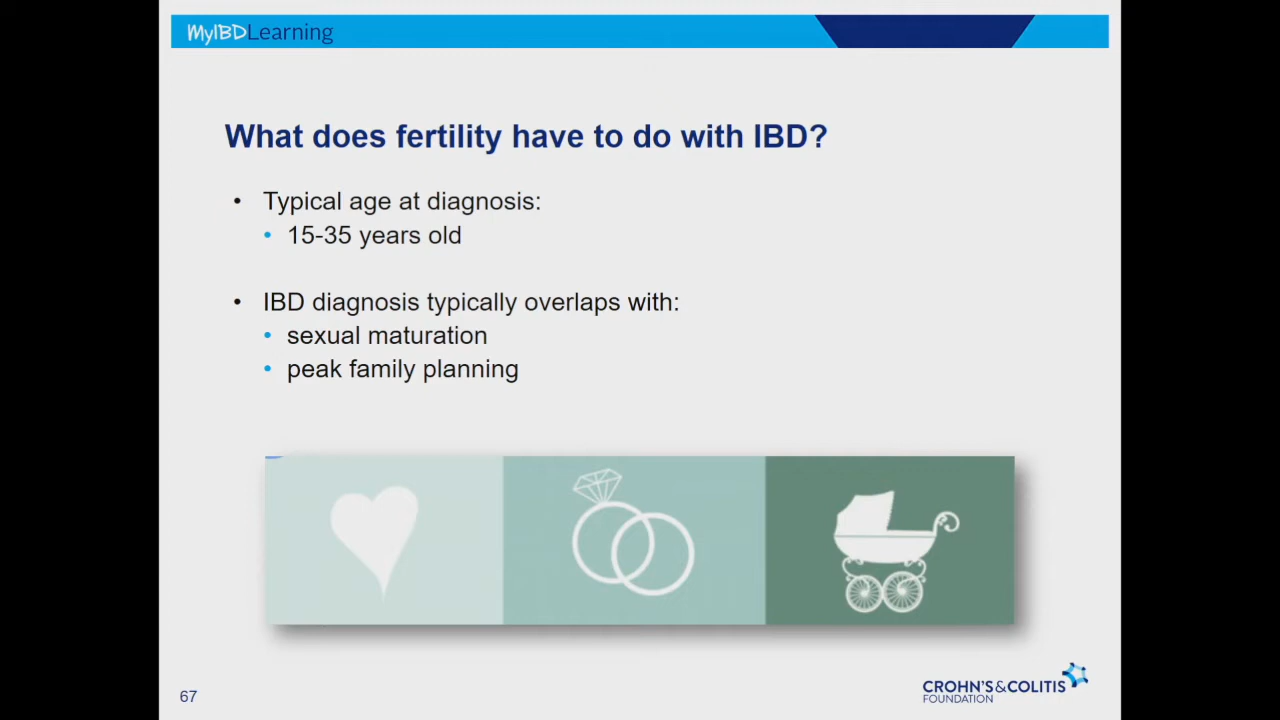 MyIBDLearning
What does fertility have to do with IBD?
• Typical age at diagnosis:
• 15-35 years old
• IBD diagnosis typically overlaps with:
• sexual maturation
• peak family planning
67
CROHN'S&COLITIS
FOUNDATION